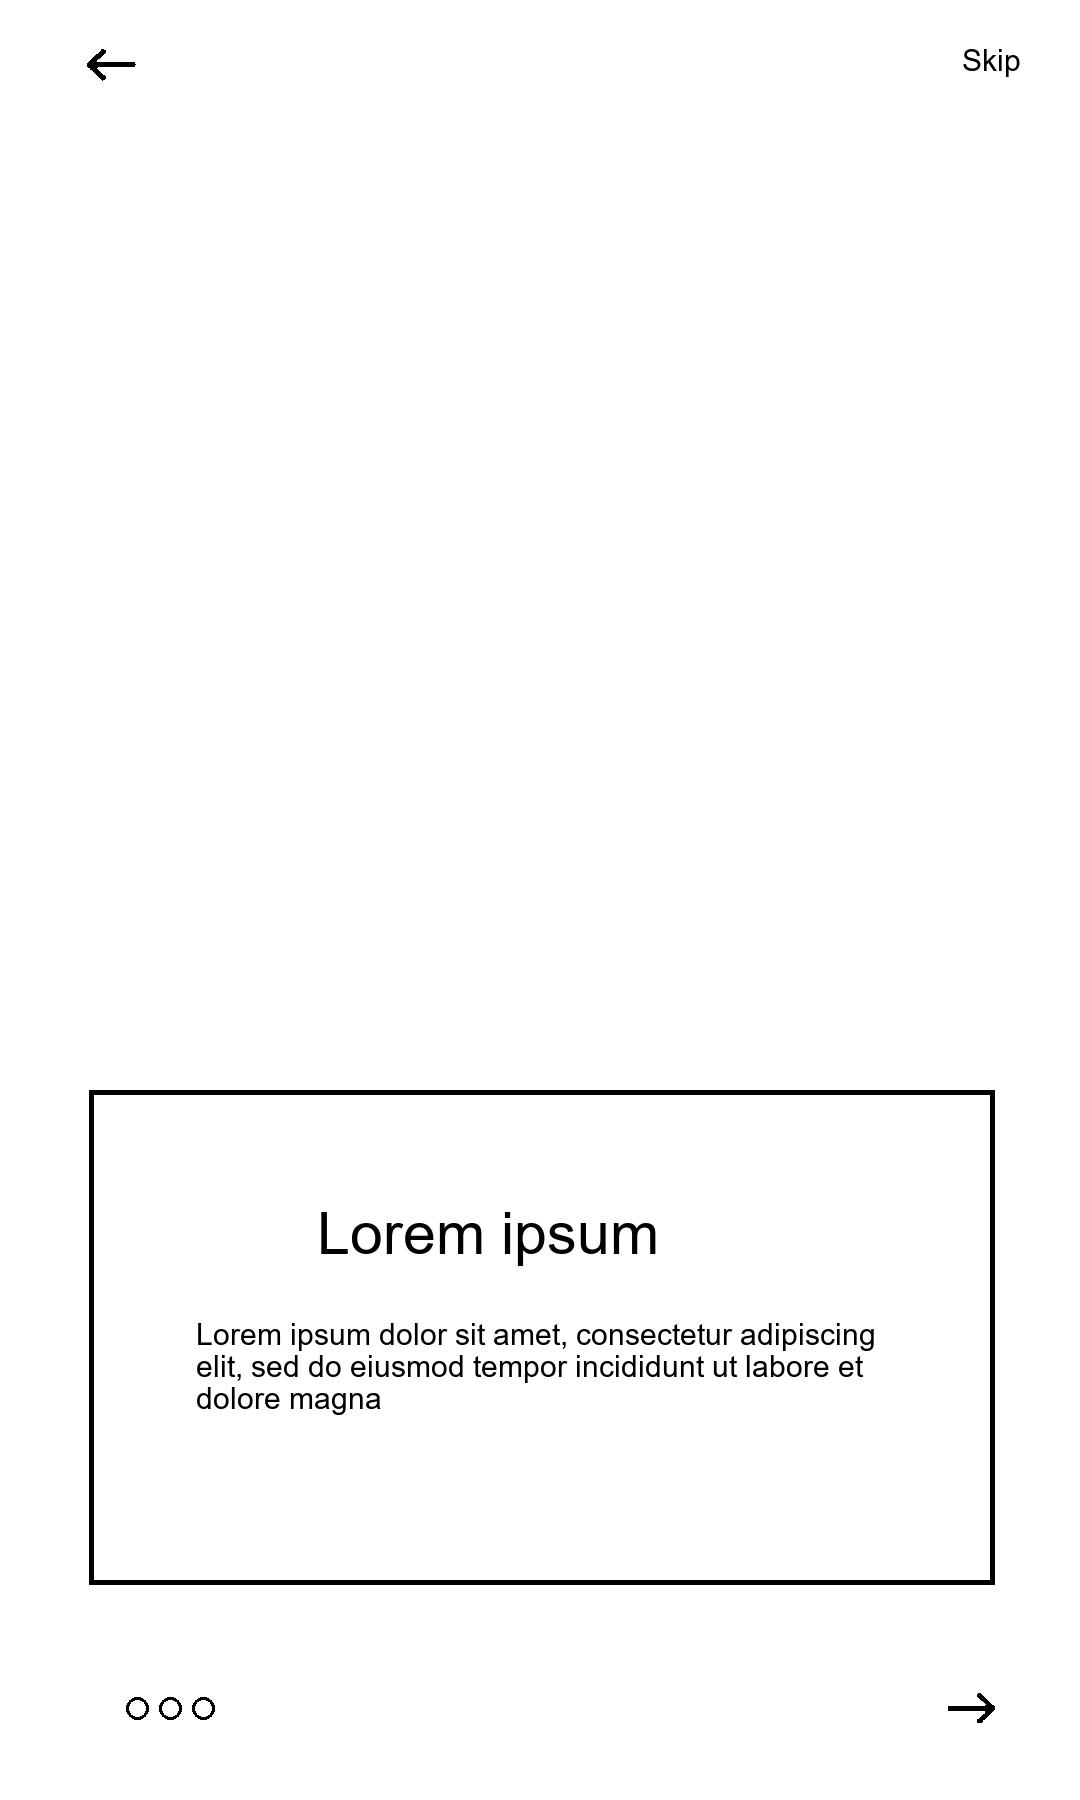 Skip
Lorem ipsum
Lorem ipsum dolor sit amet, consectetur adipiscing
elit, sed do eiusmod tempor incididunt ut labore et
dolore magna